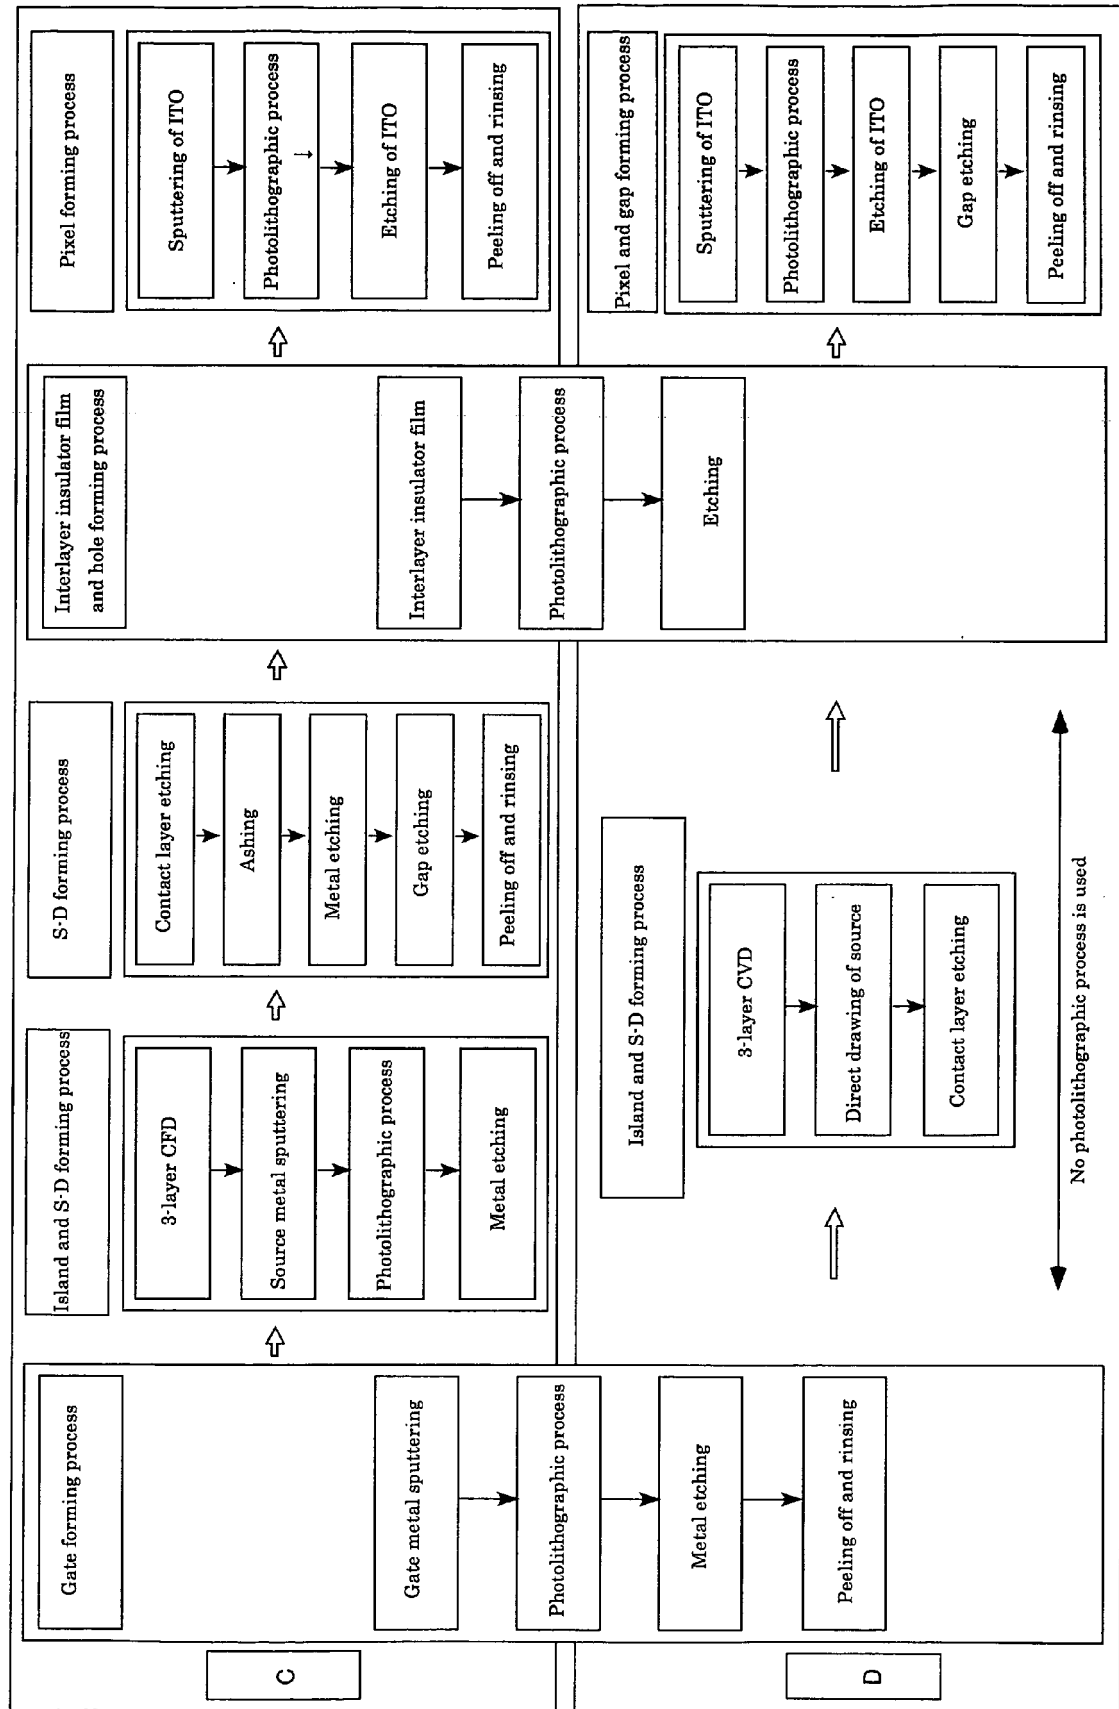 C
Gate forming process
Gate metal sputtering
Photolithographic process
Metal etching
Peeling off and rinsing
Island and S-D forming process
3-layer CFD
Source metal sputtering
Photolithographic process
Metal etching
S-D forming process
Contact layer etching
Ashing
Metal etching
Gap etching
Peeling off and rinsing
Interlayer insulator film
and hole forming process
Interlayer insulator film
Photolithographic process
Etching
Pixel forming process
Sputtering of ITO
Photolithographic process
Etching of ITO
Peeling off and rinsing
D
Island and S-D forming process
3-layer CVD
Direct drawing of source
Contact layer etching
No photolithographic process is used
Pixel and gap forming process
Sputtering of ITO
Photolithographic process
Etching of ITO
Gap etching
Peeling off and rinsing